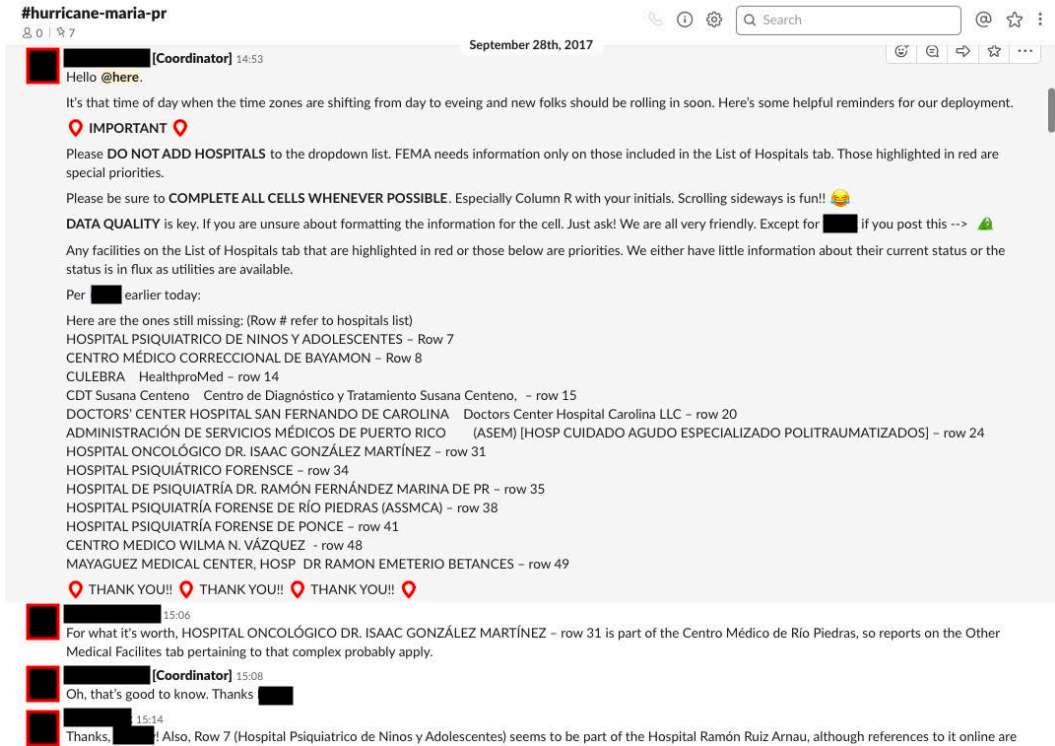 #hurricane-maria-pr
0 | 7
Search
September 28th, 2017
[Coordinator] 14:53
Hello @here.
It's that time of day when the time zones are shifting from day to eveing and new folks should be rolling in soon. Here's some helpful reminders for our deployment.
IMPORTANT
Please DO NOT ADD HOSPITALS to the dropdown list. FEMA needs information only on those included in the List of Hospitals tab. Those highlighted in red are
special priorities.
Please be sure to COMPLETE ALL CELLS WHENEVER POSSIBLE. Especially Column R with your initials. Scrolling sideways is fun!! 😂
DATA QUALITY is key. If you are unsure about formatting the information for the cell. Just ask! We are all very friendly. Except for if you post this -->
Any facilities on the List of Hospitals tab that are highlighted in red or those below are priorities. We either have little information about their current status or the
status is in flux as utilities are available.
Per earlier today:
Here are the ones still missing: (Row # refer to hospitals list)
HOSPITAL PSIQUIATRICO DE NINOS Y ADOLESCENTES – Row 7
CENTRO MÉDICO CORRECCIONAL DE BAYAMON – Row 8
CULEBRA HealthproMed – row 14
CDT Susana Centeno Centro de Diagnóstico y Tratamiento Susana Centeno, – row 15
DOCTORS' CENTER HOSPITAL SAN FERNANDO DE CAROLINA Doctors Center Hospital Carolina LLC – row 20
ADMINISTRACIÓN DE SERVICIOS MÉDICOS DE PUERTO RICO (ASEM) [HOSP CUIDADO AGUDO ESPECIALIZADO POLITRAUMATIZADOS] – row 24
HOSPITAL ONCOLÓGICO DR. ISAAC GONZÁLEZ MARTÍNEZ – row 31
HOSPITAL PSIQUIÁTRICO FORENSCE – row 34
HOSPITAL DE PSIQUIATRÍA DR. RAMÓN FERNÁNDEZ MARINA DE PR – row 35
HOSPITAL PSIQUIATRÍA FORENSE DE RÍO PIEDRAS (ASSMCA) – row 38
HOSPITAL PSIQUIATRÍA FORENSE DE PONCE – row 41
CENTRO MEDICO WILMA N. VÁZQUEZ - row 48
MAYAGUEZ MEDICAL CENTER, HOSP DR RAMON EMETERIO BETANCES – row 49
THANK YOU!! THANK YOU!! THANK YOU!!
15:06
For what it's worth, HOSPITAL ONCOLÓGICO DR. ISAAC GONZÁLEZ MARTÍNEZ – row 31 is part of the Centro Médico de Río Piedras, so reports on the Other
Medical Facilites tab pertaining to that complex probably apply.
[Coordinator] 15:08
Oh, that's good to know. Thanks
15:14
Thanks, ! Also, Row 7 (Hospital Psiquiatrico de Ninos y Adolescentes) seems to be part of the Hospital Ramón Ruiz Arnau, although references to it online are